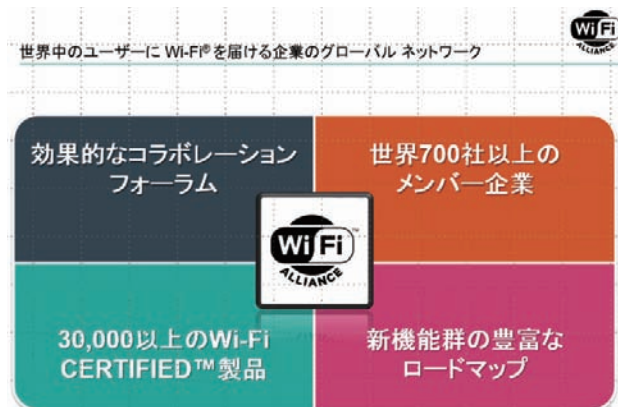 世界中のユーザーに Wi-Fi® を届ける企業のグローバル ネットワーク
Wi Fi
ALLIANCE
効果的なコラボレーション
フォーラム
世界700社以上の
メンバー企業
Wi Fi™
ALLIANCE
30,000以上のWi-Fi
CERTIFIED™製品
新機能群の豊富な
ロードマップ